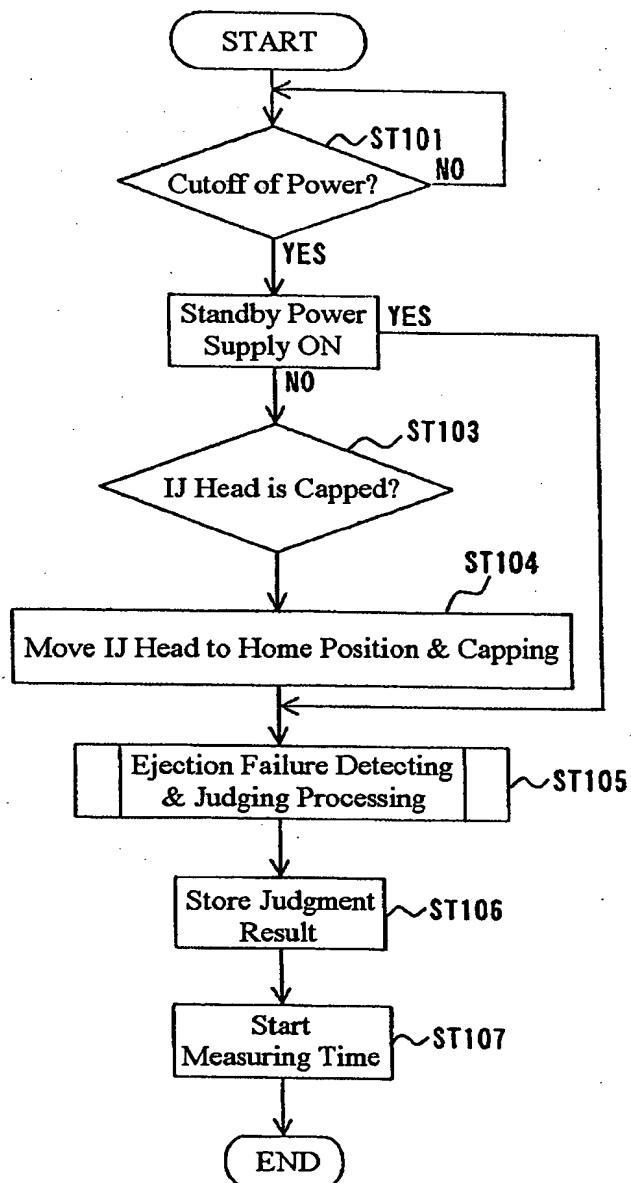 START
ST101
Cutoff of Power?
NO
YES
Standby Power
Supply ON
YES
NO
ST103
IJ Head is Capped?
ST104
Move IJ Head to Home Position & Capping
Ejection Failure Detecting
& Judging Processing
ST105
Store Judgment
Result
ST106
Start
Measuring Time
ST107
END